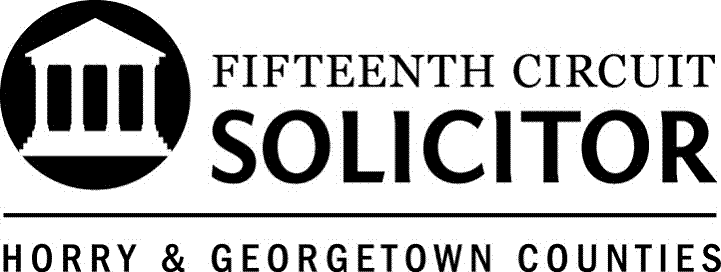 FIFTEENTH CIRCUIT
SOLICITOR
HORRY & GEORGETOWN COUNTIES